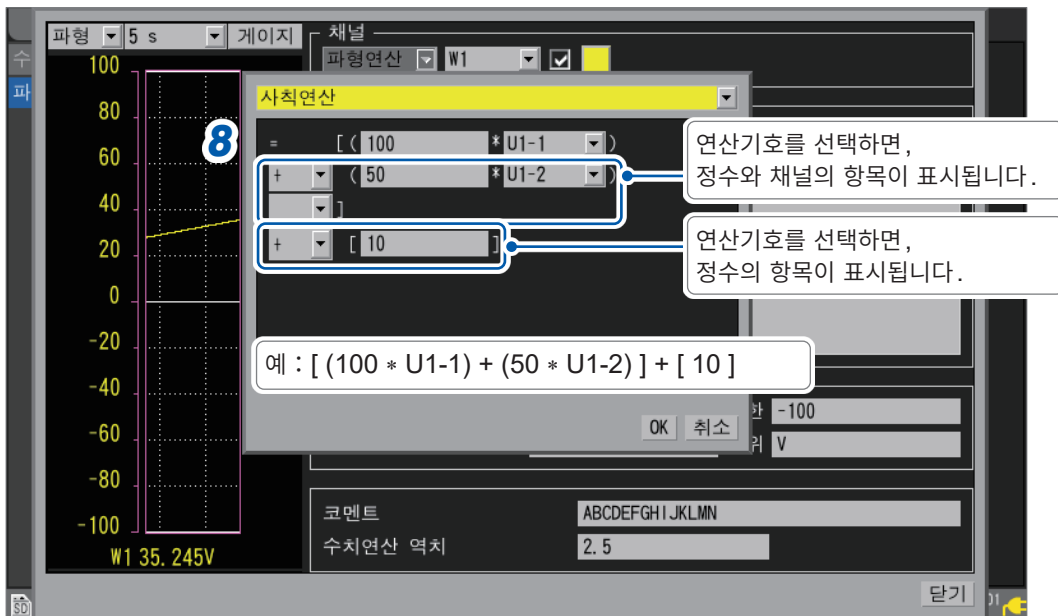 파형 5 s 게이지
채널
파형연산 W1
수
파
100
80
60
40
20
0
-20
-40
-60
-80
-100
W1 35. 245V
8
사칙연산
= [ ( 100 * U1-1 )
+ ( 50 * U1-2 )
]
+ [ 10 ]
연산기호를 선택하면,
정수와 채널의 항목이 표시됩니다.
연산기호를 선택하면,
정수의 항목이 표시됩니다.
예 : [ (100 * U1-1) + (50 * U1-2) ] + [ 10 ]
OK 취소
-100
V
코멘트 ABCDEFGHIJKLMN
수치연산 역치 2. 5
닫기
SD